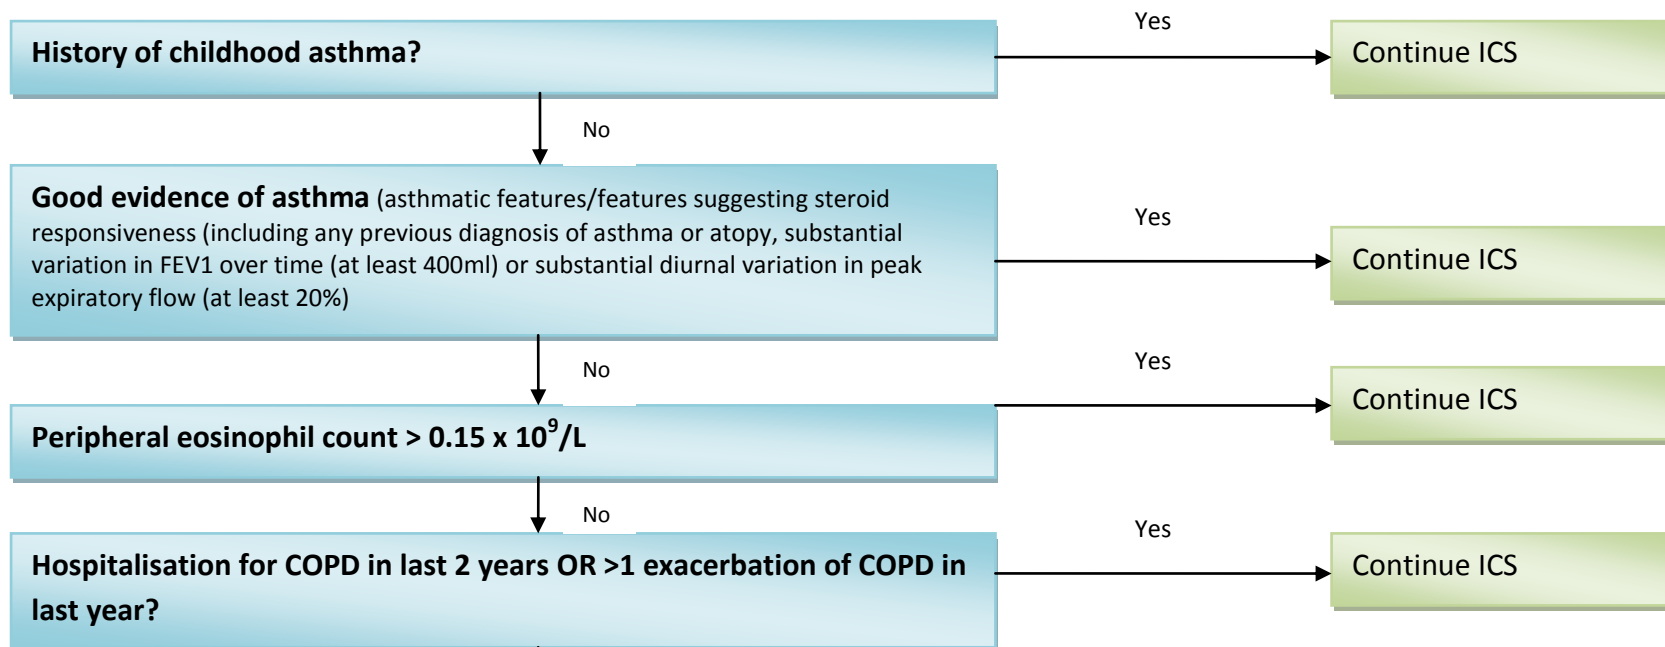 Yes
History of childhood asthma?
Continue ICS
No
Good evidence of asthma (asthmatic features/features suggesting steroid
responsiveness (including any previous diagnosis of asthma or atopy, substantial
variation in FEV1 over time (at least 400ml) or substantial diurnal variation in peak
expiratory flow (at least 20%)
Yes
Continue ICS
No
Yes
Continue ICS
Peripheral eosinophil count > 0.15 x 10⁹/L
No
Yes
Hospitalisation for COPD in last 2 years OR >1 exacerbation of COPD in
last year?
Continue ICS